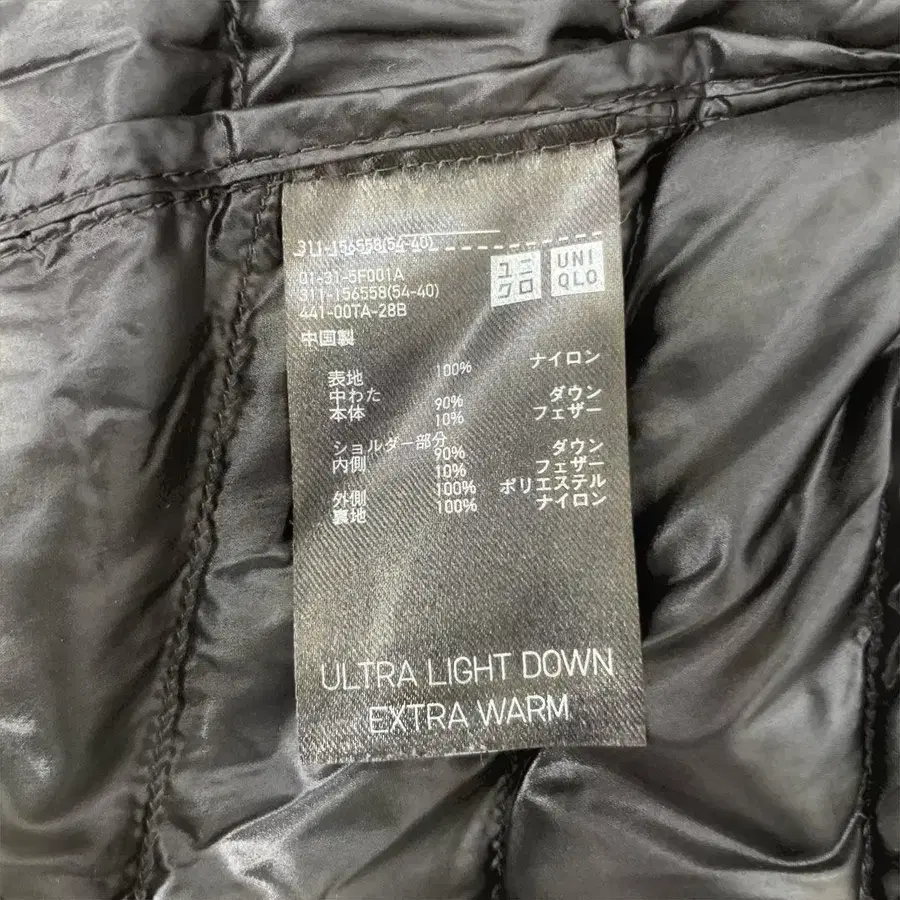 311-156558(54-40)
01-31-5F001A
311-156558(54-40)
441-00TA-28B
ユニクロ
UNIQLO
中国製
表地 100% ナイロン
中わた
本体 90% ダウン
10% フェザー
ショルダー部分
内側 90% ダウン
10% フェザー
外側 100% ポリエステル
裏地 100% ナイロン
ULTRA LIGHT DOWN
EXTRA WARM